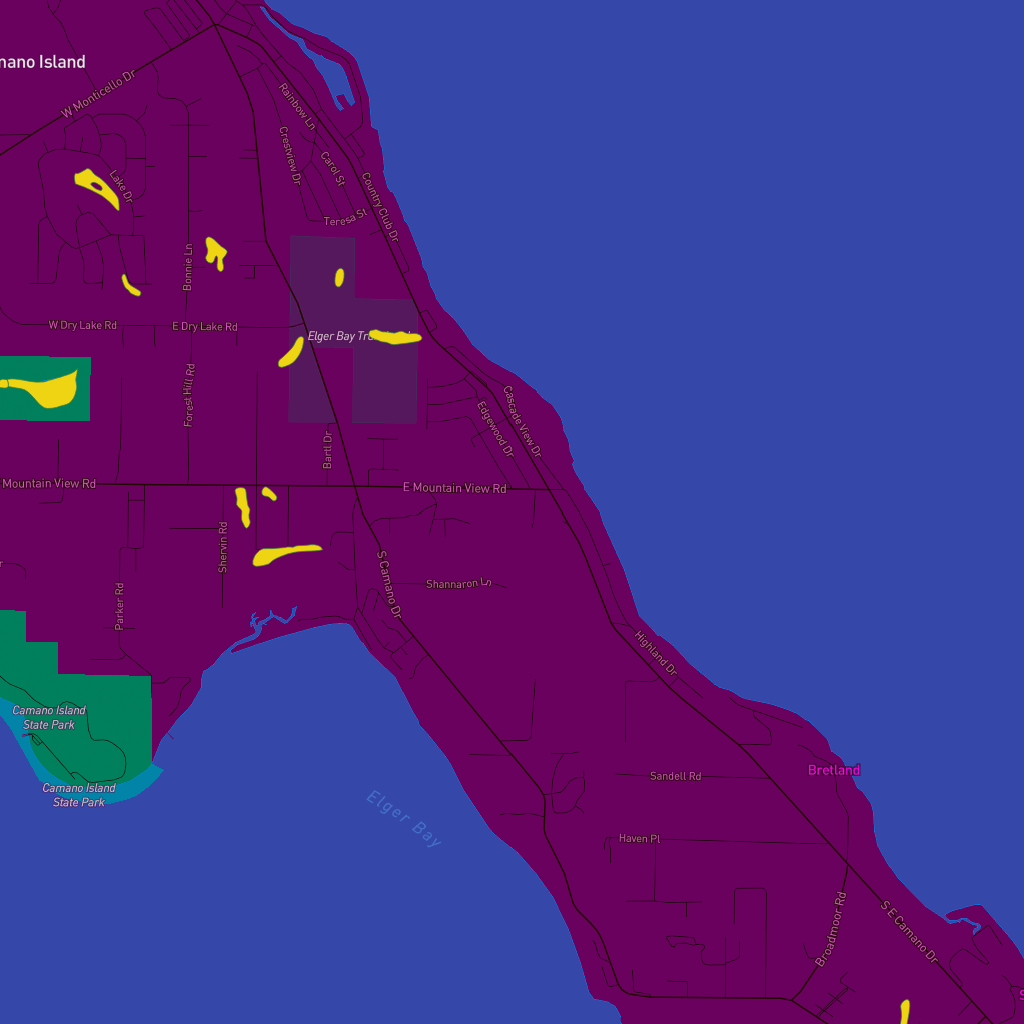 mano Island
W Monticello Dr
Rainbow Ln
Crestview Dr
Carol St
Lake Dr
Country Club Dr
Teresa St
Bonnie Ln
W Dry Lake Rd
E Dry Lake Rd
Elger Bay
Forest Hill Rd
Cascade View Dr
Edgewood Dr
Bartl Dr
Mountain View Rd
E Mountain View Rd
Shervin Rd
S Camano Dr
Shannaron Ln
Parker Rd
Highland Dr
Camano Island
State Park
Camano Island
State Park
Bretland
Sandell Rd
Elger Bay
Haven Pl
Broadmoor Rd
S E Camano Dr